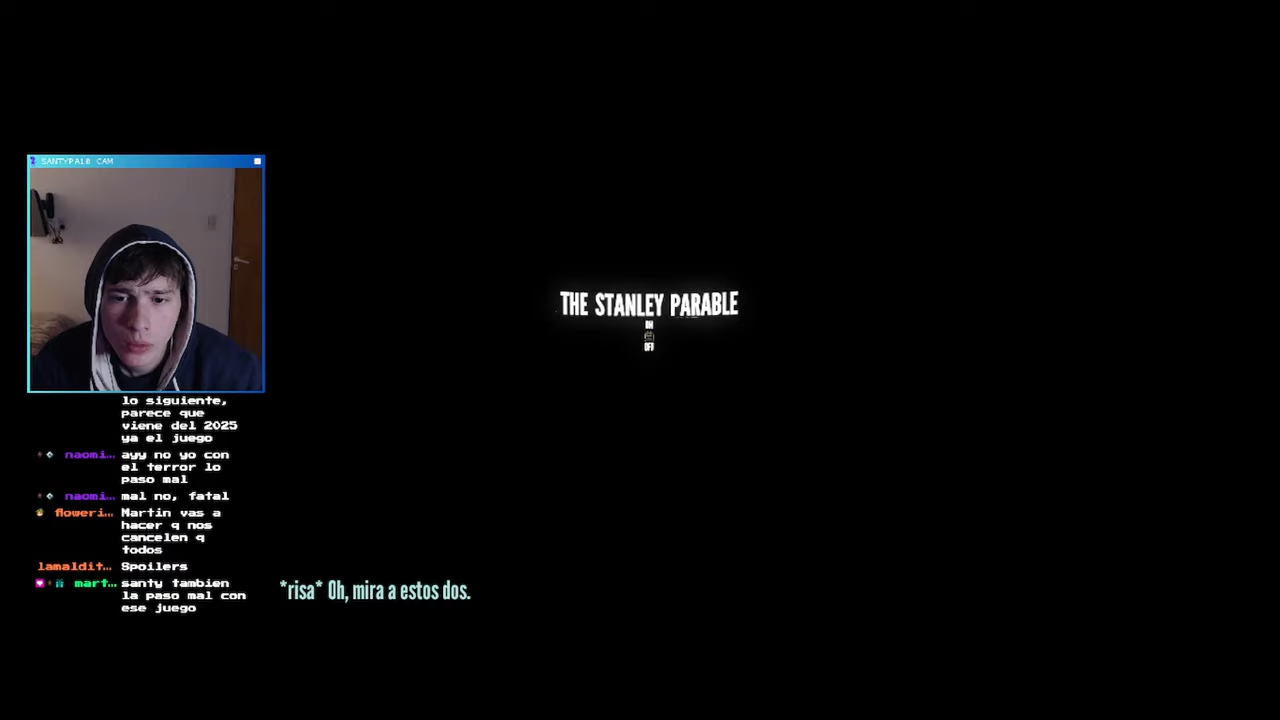 SANTYPA10 CAM
THE STANLEY PARABLE
ON
OFF
lo siguiente,
parece que
viene del 2025
ya el juego
naomi... ayy no yo con
el terror lo
paso mal
naomi... mal no, fatal
floweri... Martin vas a
hacer q nos
cancelen q
todos
lamaldit... Spoilers
mart... santy tambien
la paso mal con
ese juego
*risa* Oh, mira a estos dos.